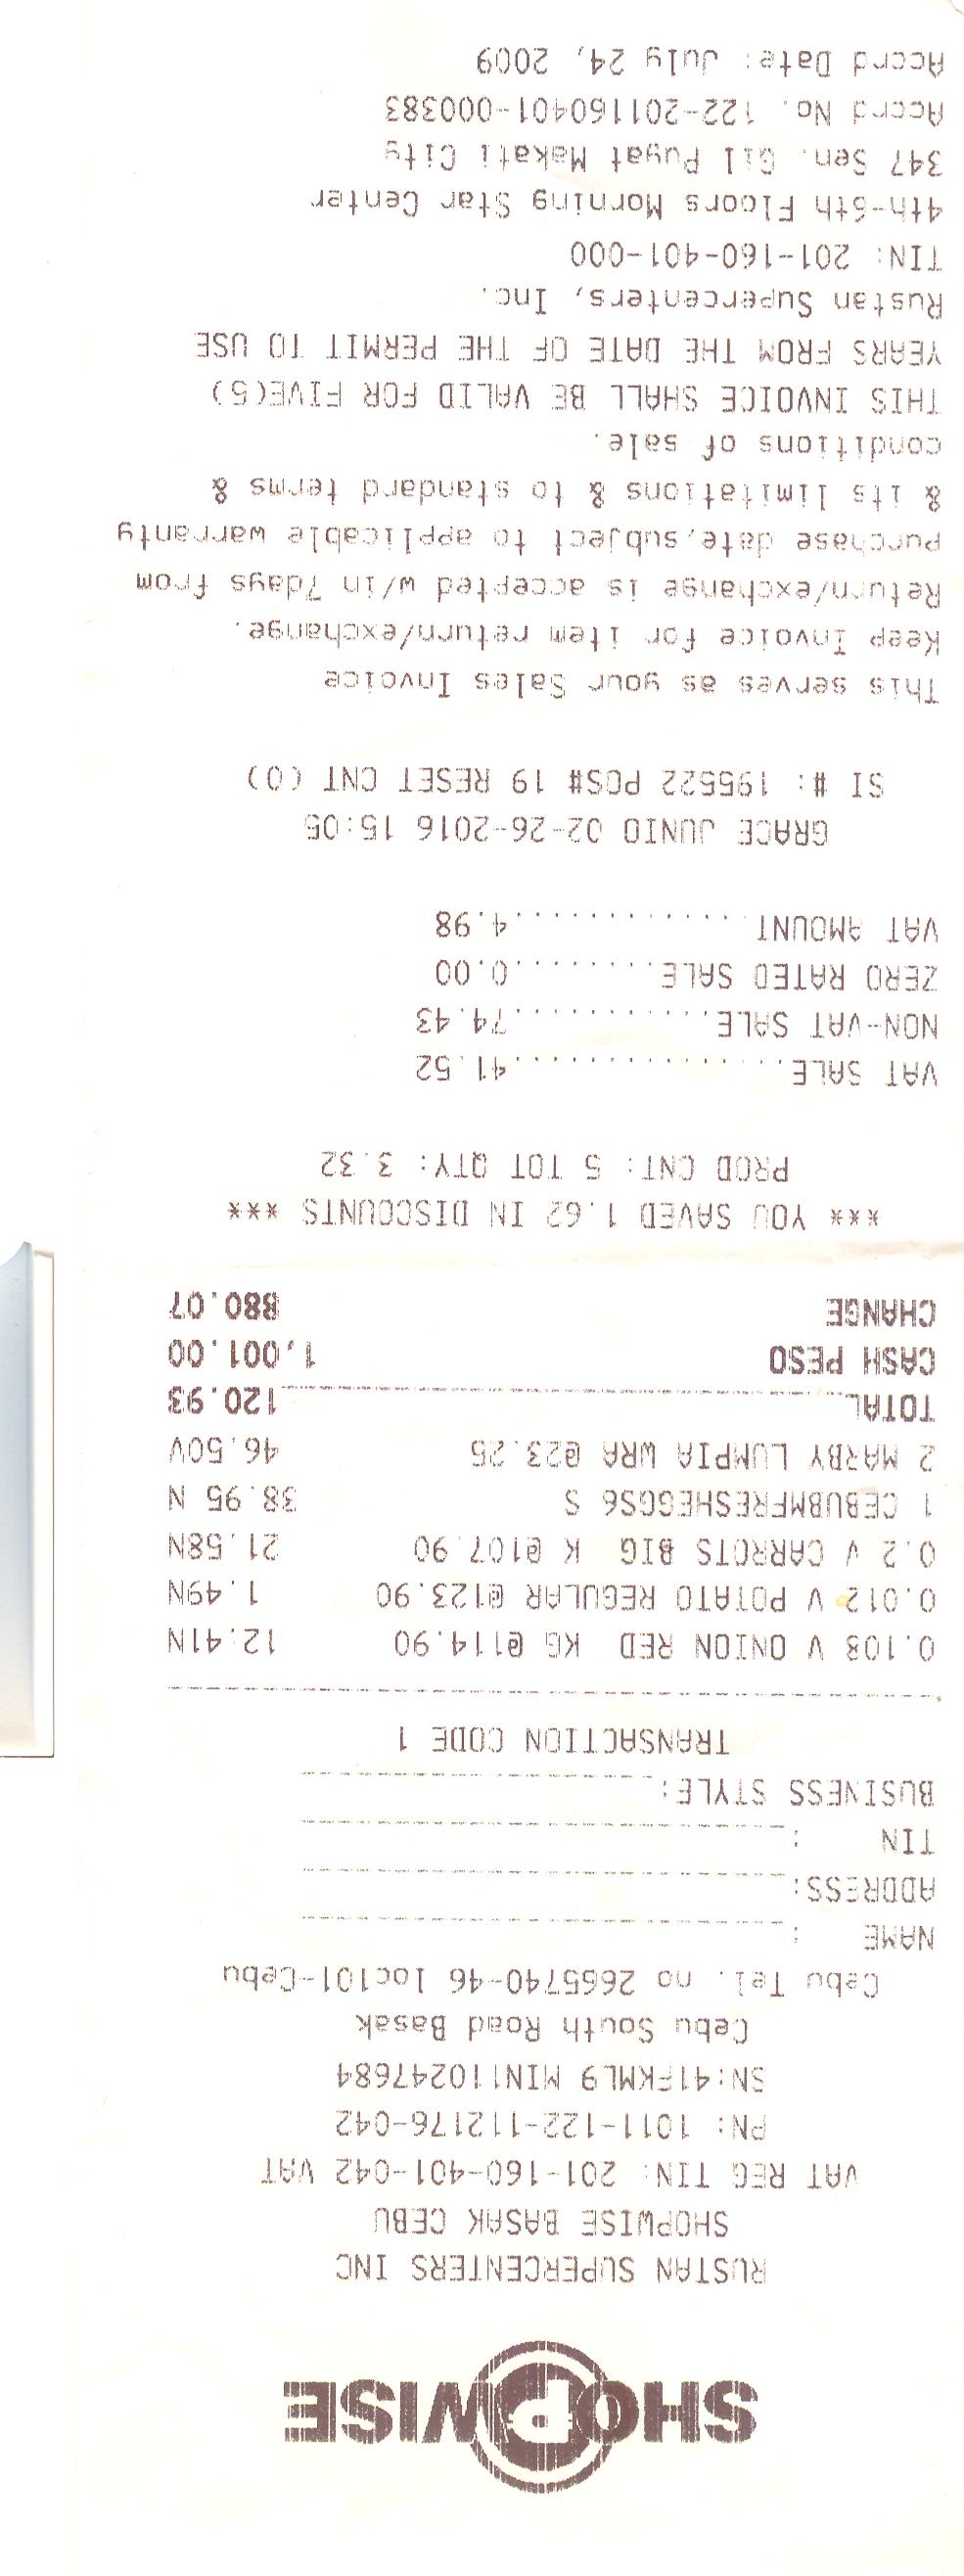 SHOPWISE
RUSTAN SUPERCENTERS INC
SHOPWISE BASAK CEBU
VAT REG TIN: 201-160-401-042 VAT
PN: 1011-122-112176-042
SN:41FKML9 MIN110247684
Cebu South Road Basak
Cebu Tel. no 2665740-46 loc101-Cebu
NAME :
ADDRESS:
TIN :
BUSINESS STYLE:
TRANSACTION CODE 1
0.108 V ONION RED KG @114.90 12.41N
0.012 V POTATO REGULAR @123.90 1.49N
0.2 V CARROTS BIG K @107.90 21.58N
1 CEBUBMFRESHEGGS6 S 38.95 N
2 MARBY LUMPIA WRA @23.25 46.50V
TOTAL 120.93
CASH PESO 1,001.00
CHANGE 880.07
*** YOU SAVED 1.62 IN DISCOUNTS ***
PROD CNT: 5 TOT QTY: 3.32
VAT SALE...............41.52
NON-VAT SALE...........74.43
ZERO RATED SALE........0.00
VAT AMOUNT.............4.98
GRACE JUNIO 02-26-2016 15:05
SI #: 195522 POS# 19 RESET CNT (0)
This serves as your Sales Invoice
Keep Invoice for item return/exchange.
Return/exchange is accepted w/in 7days from
purchase date,subject to applicable warranty
& its limitations & to standard terms &
conditions of sale.
THIS INVOICE SHALL BE VALID FOR FIVE(5)
YEARS FROM THE DATE OF THE PERMIT TO USE
Rustan Supercenters, Inc.
TIN: 201-160-401-000
4th-6th Floors Morning Star Center
347 Sen. Gil Puyat Makati City
Accrd No. 122-201160401-000383
Accrd Date: July 24, 2009